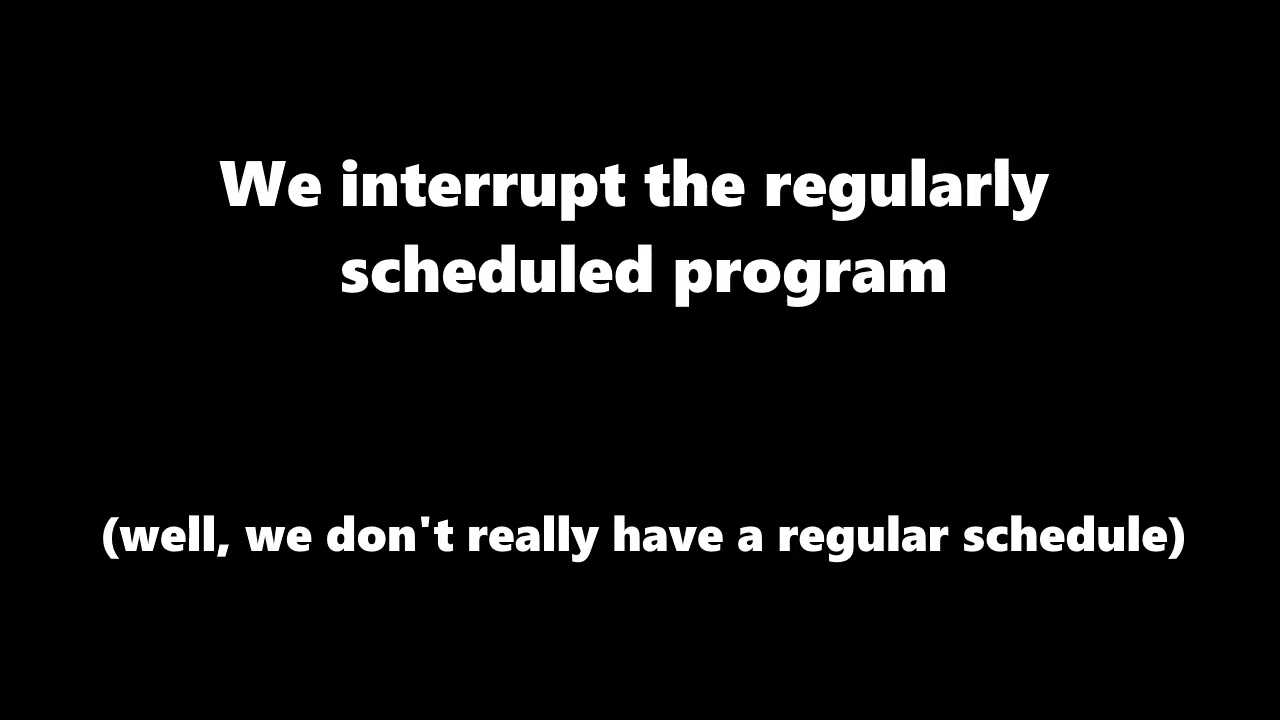 We interrupt the regularly
scheduled program
(well, we don't really have a regular schedule)